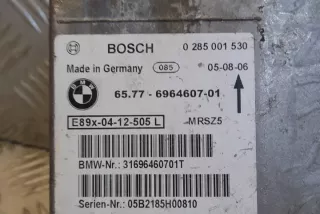 BOSCH 0 285 001 530
Made in Germany 085 05-08-06
BMW
65.77 - 6964607-01
E89x-04-12-505 L MRSZ5
BMW-Nr.: 31696460701T
Serien-Nr.: 05B2185H00810